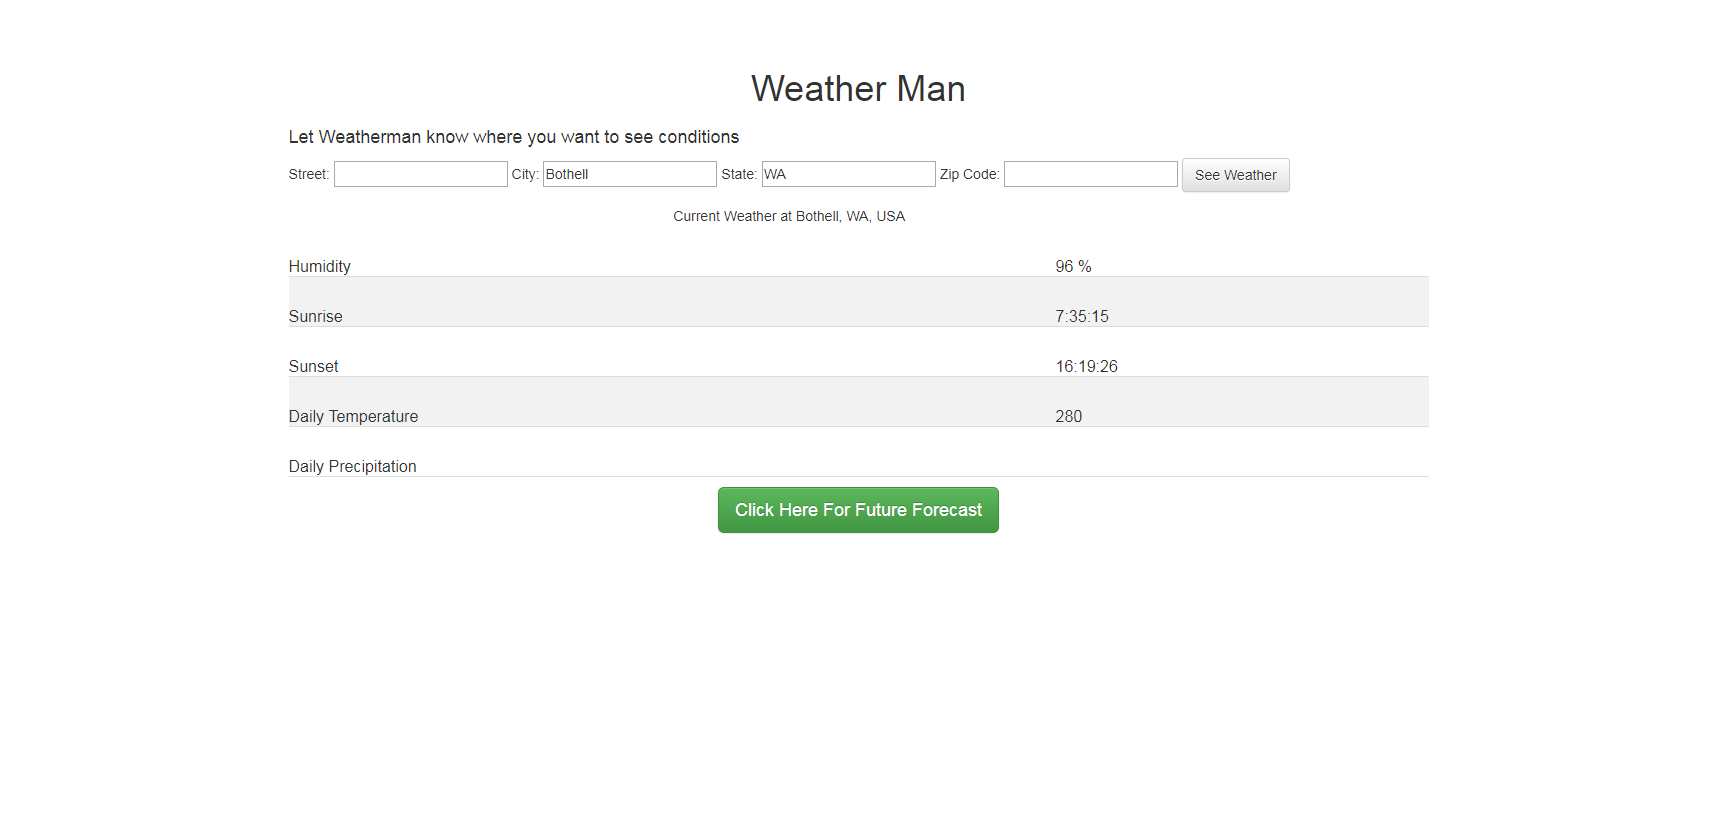 Weather Man
Let Weatherman know where you want to see conditions
Street: City: Bothell State: WA Zip Code: See Weather
Current Weather at Bothell, WA, USA
Humidity 96 %
Sunrise 7:35:15
Sunset 16:19:26
Daily Temperature 280
Daily Precipitation
Click Here For Future Forecast